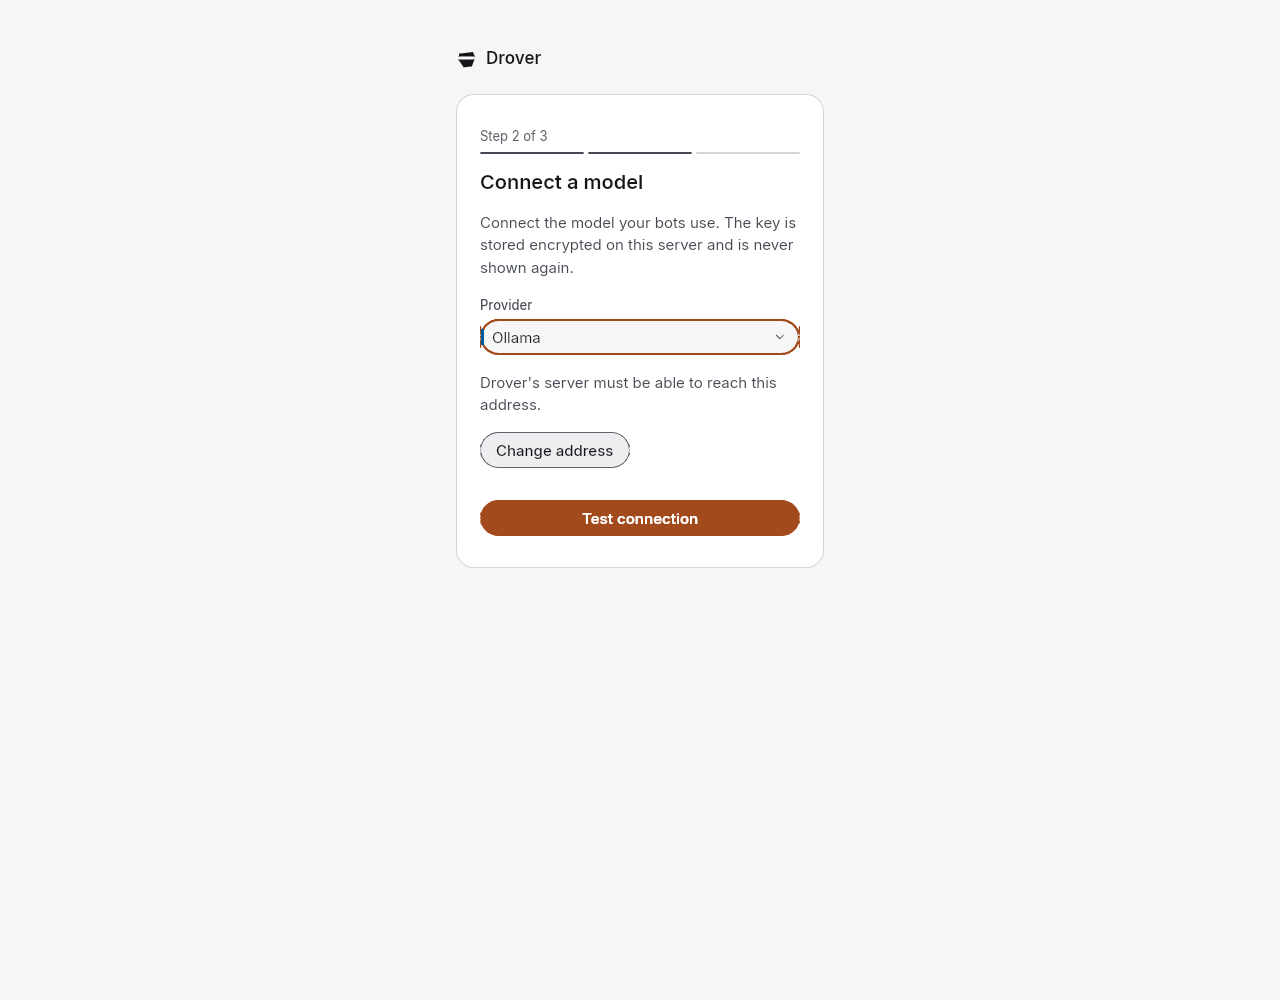 Drover
Step 2 of 3
Connect a model
Connect the model your bots use. The key is
stored encrypted on this server and is never
shown again.
Provider
Ollama
Drover's server must be able to reach this
address.
Change address
Test connection